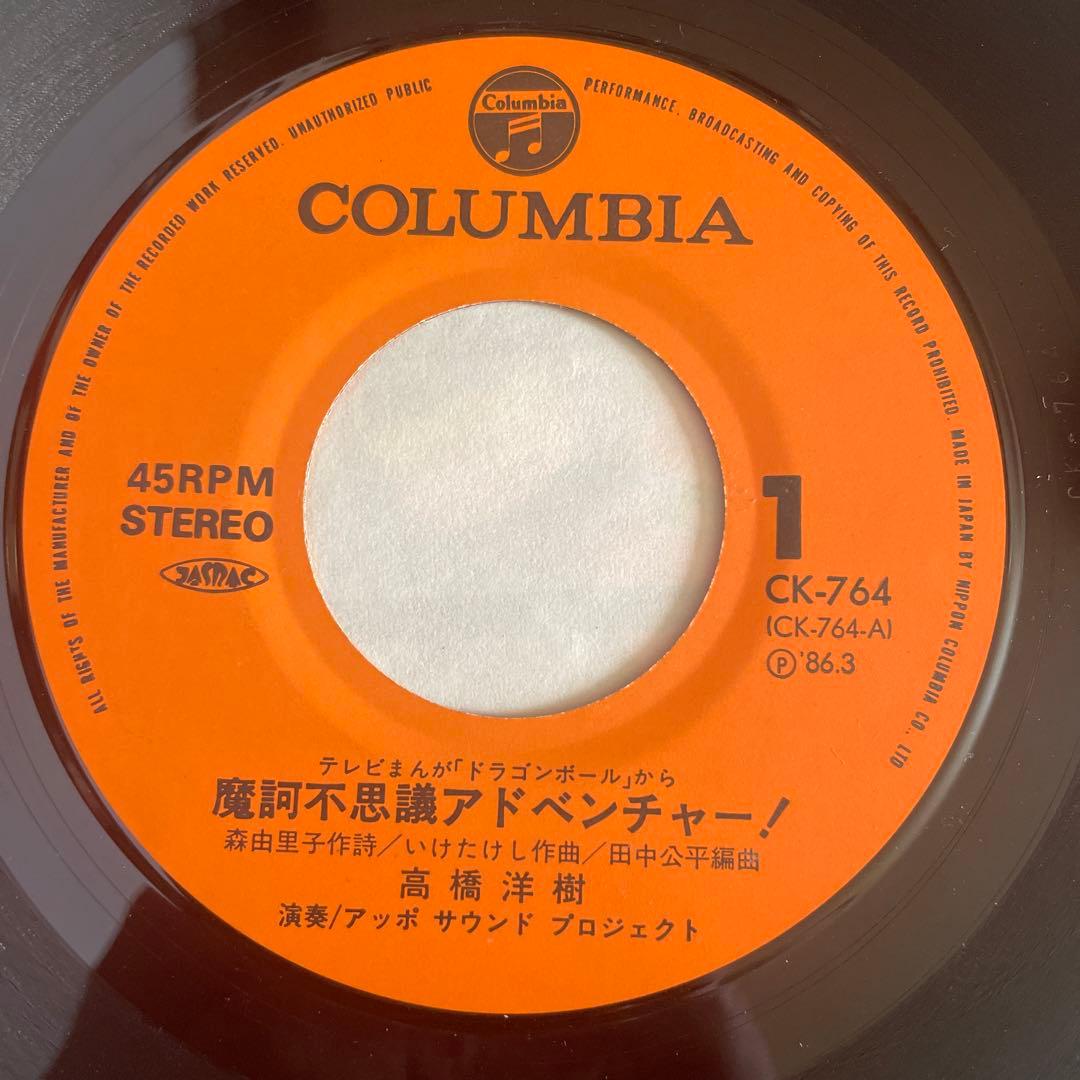 ALL RIGHTS OF THE MANUFACTURER AND OF THE OWNER OF THE RECORDED WORK RESERVED. UNAUTHORIZED PUBLIC PERFORMANCE, BROADCASTING AND COPYING OF THIS RECORD PROHIBITED. MADE IN JAPAN BY NIPPON COLUMBIA CO., LTD
Columbia
COLUMBIA
45RPM
STEREO
JASRAC
1
CK-764
(CK-764-A)
Ⓟ'86.3
テレビまんが「ドラゴンボール」から
魔訶不思議アドベンチャー!
森由里子作詩/いけたけし作曲/田中公平編曲
高橋洋樹
演奏/アッポ サウンド プロジェクト